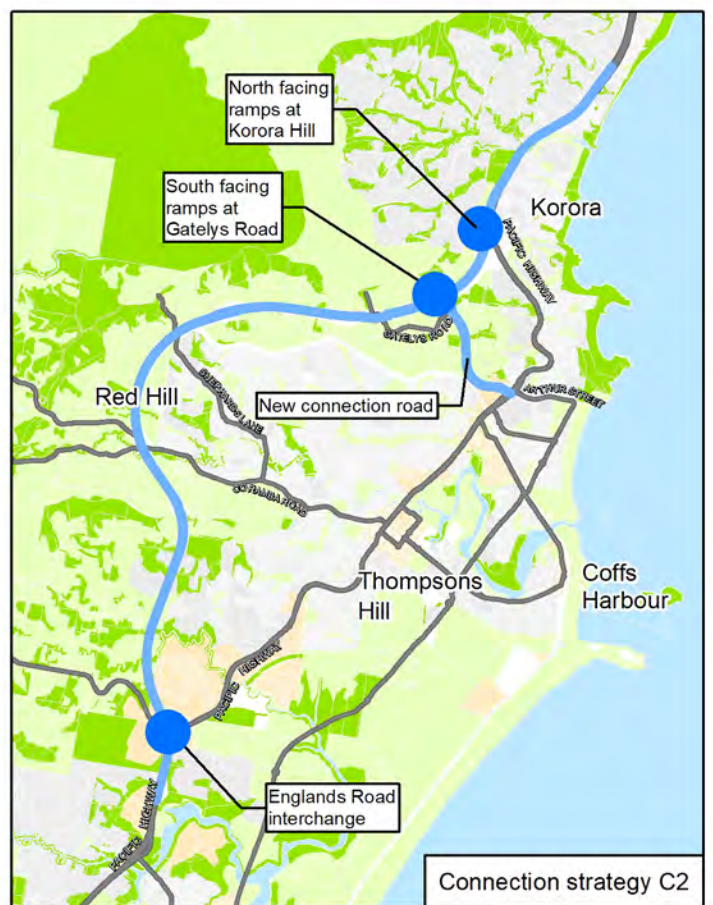 North facing
ramps at
Korora Hill
South facing
ramps at
Gatelys Road
Korora
PACIFIC HIGHWAY
GATELYS ROAD
Red Hill
SHEPHARDS LANE
New connection road
ARTHUR STREET
CORAMBA ROAD
Thompsons
Hill
Coffs
Harbour
PACIFIC HIGHWAY
PACIFIC HIGHWAY
Englands Road
interchange
Connection strategy C2